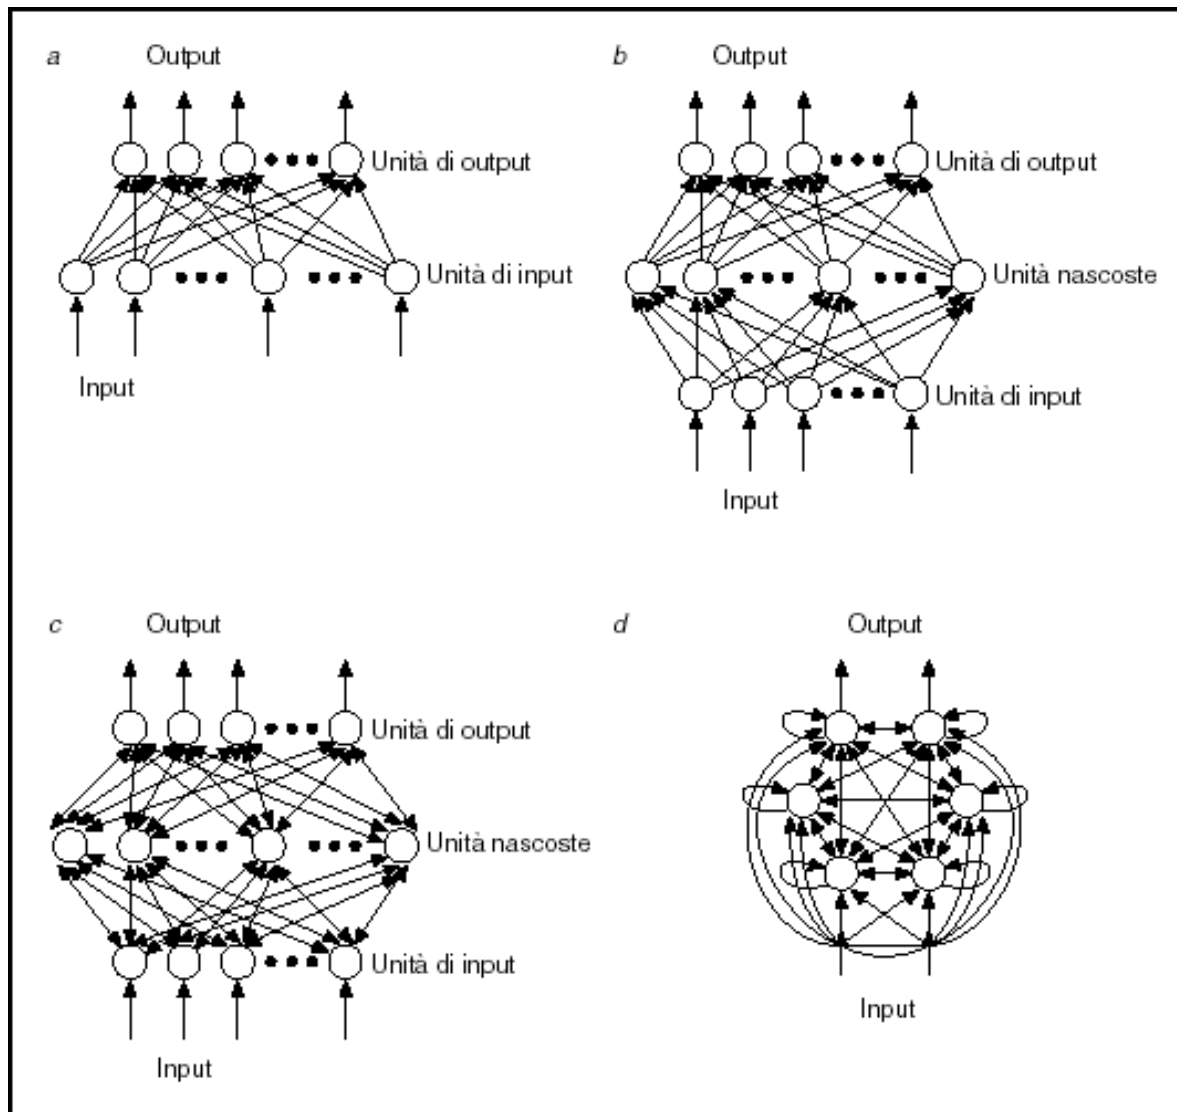 a
Output
Unità di output
Unità di input
Input
b
Output
Unità di output
Unità nascoste
Unità di input
Input
c
Output
Unità di output
Unità nascoste
Unità di input
Input
d
Output
Input